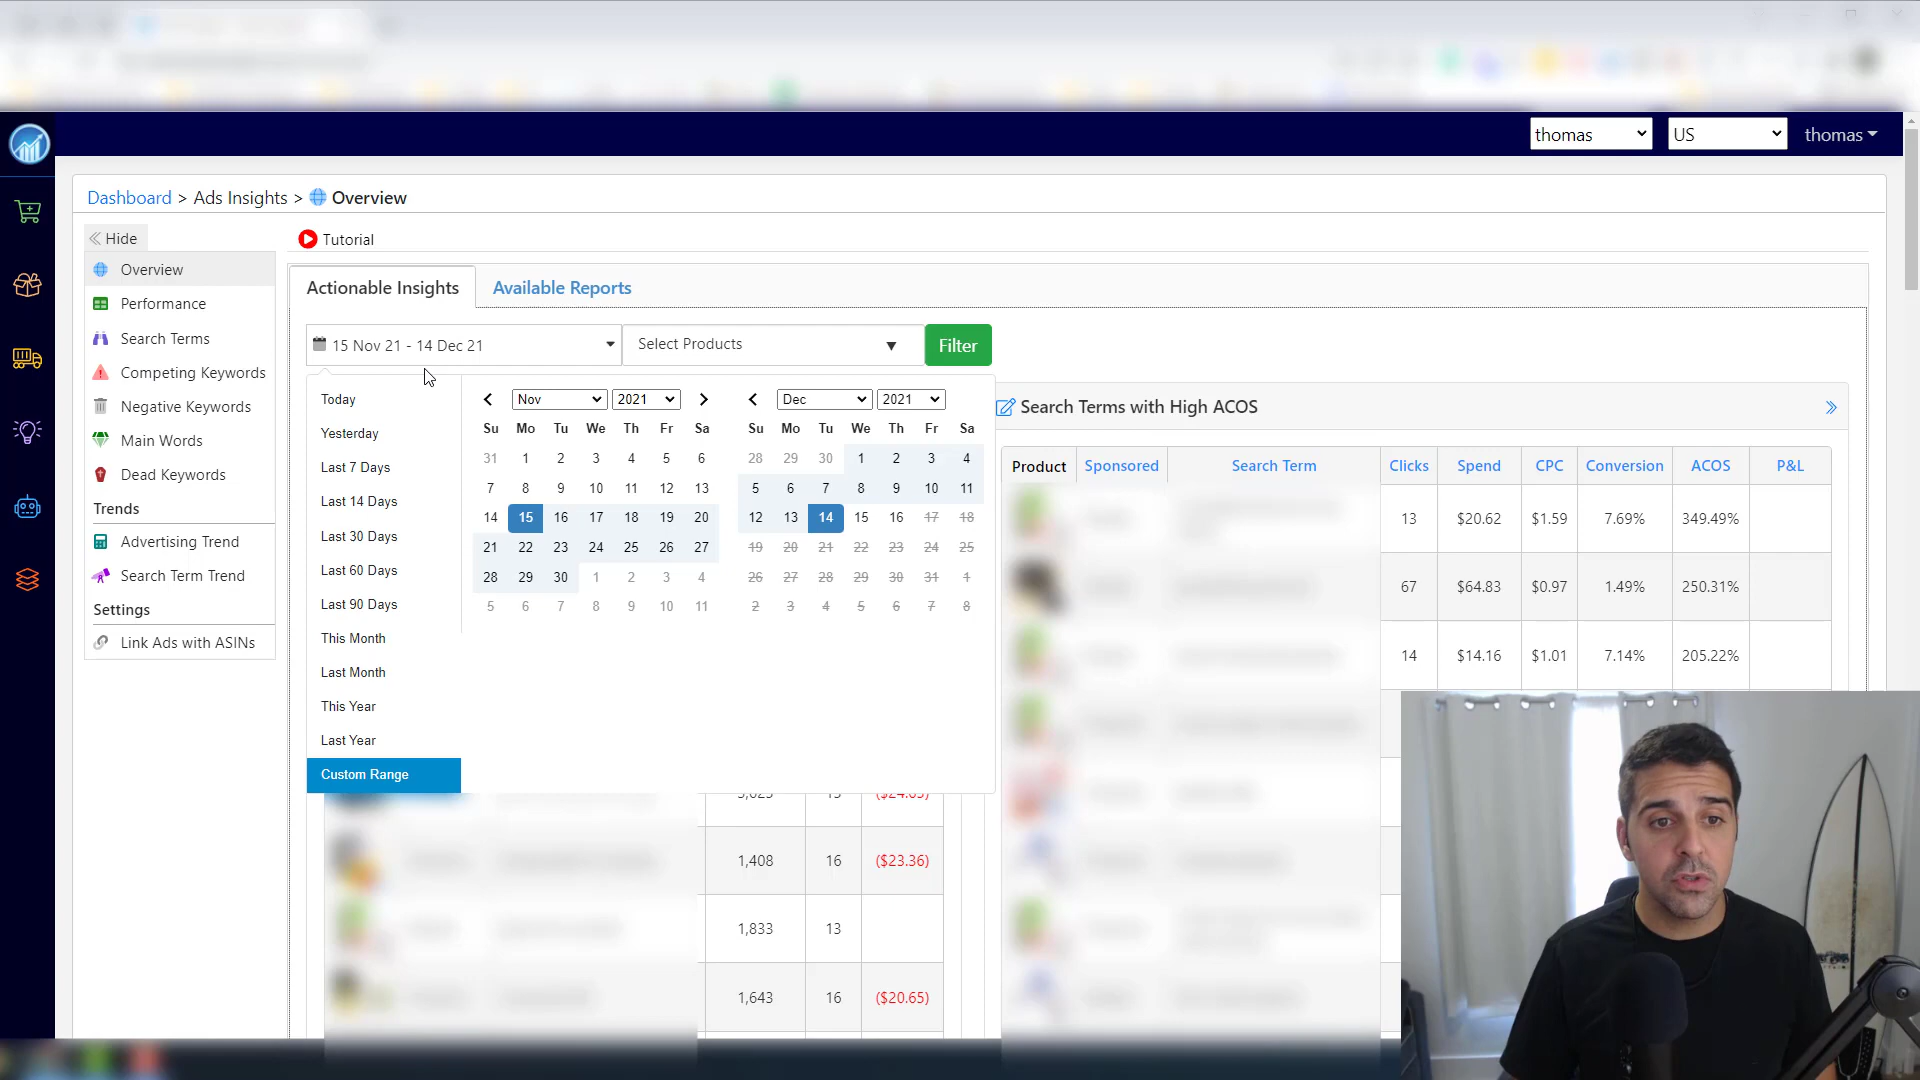 thomas US thomas
Dashboard > Ads Insights > Overview
Hide
Overview
Performance
Search Terms
Competing Keywords
Negative Keywords
Main Words
Dead Keywords
Trends
Advertising Trend
Search Term Trend
Settings
Link Ads with ASINs
Tutorial
Actionable Insights Available Reports
15 Nov 21 - 14 Dec 21 Select Products Filter
Today
Yesterday
Last 7 Days
Last 14 Days
Last 30 Days
Last 60 Days
Last 90 Days
This Month
Last Month
This Year
Last Year
Custom Range
Nov 2021
Su Mo Tu We Th Fr Sa
31 1 2 3 4 5 6
7 8 9 10 11 12 13
14 15 16 17 18 19 20
21 22 23 24 25 26 27
28 29 30 1 2 3 4
5 6 7 8 9 10 11
Dec 2021
Su Mo Tu We Th Fr Sa
28 29 30 1 2 3 4
5 6 7 8 9 10 11
12 13 14 15 16 17 18
19 20 21 22 23 24 25
26 27 28 29 30 31 1
2 3 4 5 6 7 8
1,408 16 ($23.36)
1,833 13
1,643 16 ($20.65)
Search Terms with High ACOS
Product Sponsored Search Term Clicks Spend CPC Conversion ACOS P&L
13 $20.62 $1.59 7.69% 349.49%
67 $64.83 $0.97 1.49% 250.31%
14 $14.16 $1.01 7.14% 205.22%